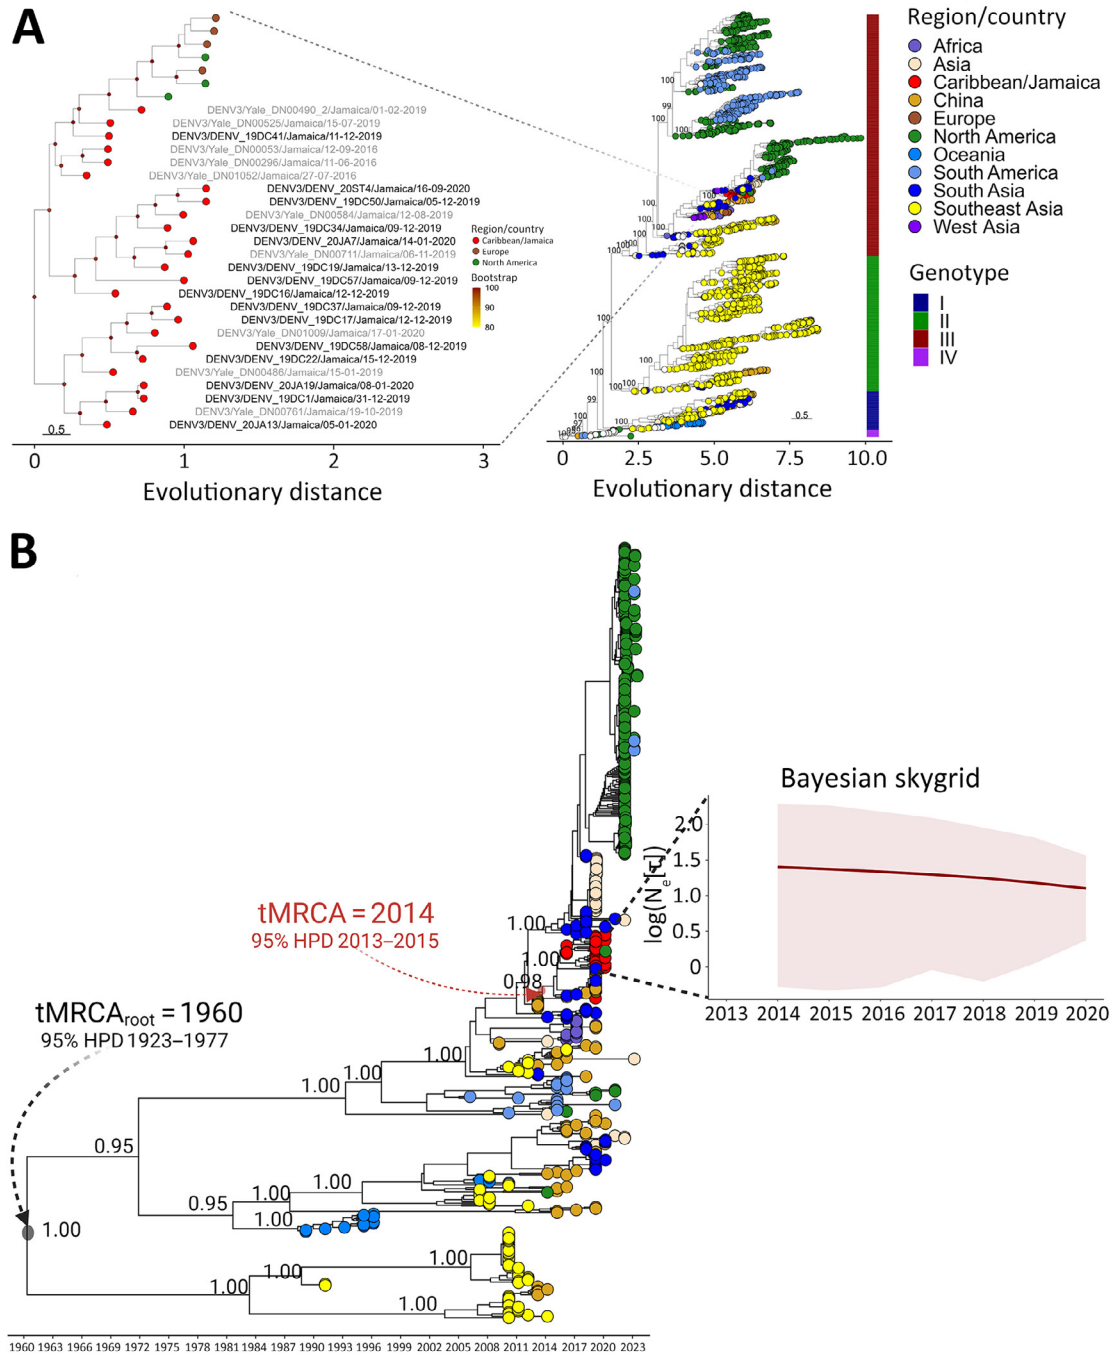 A
DENV3/Yale_DN00490_2/Jamaica/01-02-2019
DENV3/Yale_DN00525/Jamaica/15-07-2019
DENV3/DENV_19DC41/Jamaica/11-12-2019
DENV3/Yale_DN00053/Jamaica/12-09-2016
DENV3/Yale_DN00296/Jamaica/11-06-2016
DENV3/Yale_DN01052/Jamaica/27-07-2016
DENV3/DENV_20ST4/Jamaica/16-09-2020
DENV3/DENV_19DC50/Jamaica/05-12-2019
DENV3/Yale_DN00584/Jamaica/12-08-2019
DENV3/DENV_19DC34/Jamaica/09-12-2019
DENV3/DENV_20JA7/Jamaica/14-01-2020
DENV3/Yale_DN00711/Jamaica/06-11-2019
DENV3/DENV_19DC19/Jamaica/13-12-2019
DENV3/DENV_19DC57/Jamaica/09-12-2019
DENV3/DENV_19DC16/Jamaica/12-12-2019
DENV3/DENV_19DC37/Jamaica/09-12-2019
DENV3/DENV_19DC17/Jamaica/12-12-2019
DENV3/Yale_DN01009/Jamaica/17-01-2020
DENV3/DENV_19DC58/Jamaica/08-12-2019
DENV3/DENV_19DC22/Jamaica/15-12-2019
DENV3/Yale_DN00486/Jamaica/15-01-2019
DENV3/DENV_20JA19/Jamaica/08-01-2020
DENV3/DENV_19DC1/Jamaica/31-12-2019
DENV3/Yale_DN00761/Jamaica/19-10-2019
DENV3/DENV_20JA13/Jamaica/05-01-2020
Region/country
Caribbean/Jamaica
Europe
North America
Bootstrap
100
90
80
0.5
0 1 2 3
Evolutionary distance
100
99
100
100
100
100
100
100
100
100
100
100
99
100
100
97
0.5
0 2.5 5.0 7.5 10.0
Evolutionary distance
Region/country
Africa
Asia
Caribbean/Jamaica
China
Europe
North America
Oceania
South America
South Asia
Southeast Asia
West Asia
Genotype
I
II
III
IV
B
tMRCA = 2014
95% HPD 2013–2015
tMRCAroot = 1960
95% HPD 1923–1977
1.00
1.00
0.98
1.00
1.00
1.00
0.95
1.00
1.00
0.95
1.00
1.00
1.00
1.00
1.00
1.00
1960 1963 1966 1969 1972 1975 1978 1981 1984 1987 1990 1993 1996 1999 2002 2005 2008 2011 2014 2017 2020 2023
Bayesian skygrid
log(Ne[τ])
2.0
1.5
1.0
0.5
0
2013 2014 2015 2016 2017 2018 2019 2020